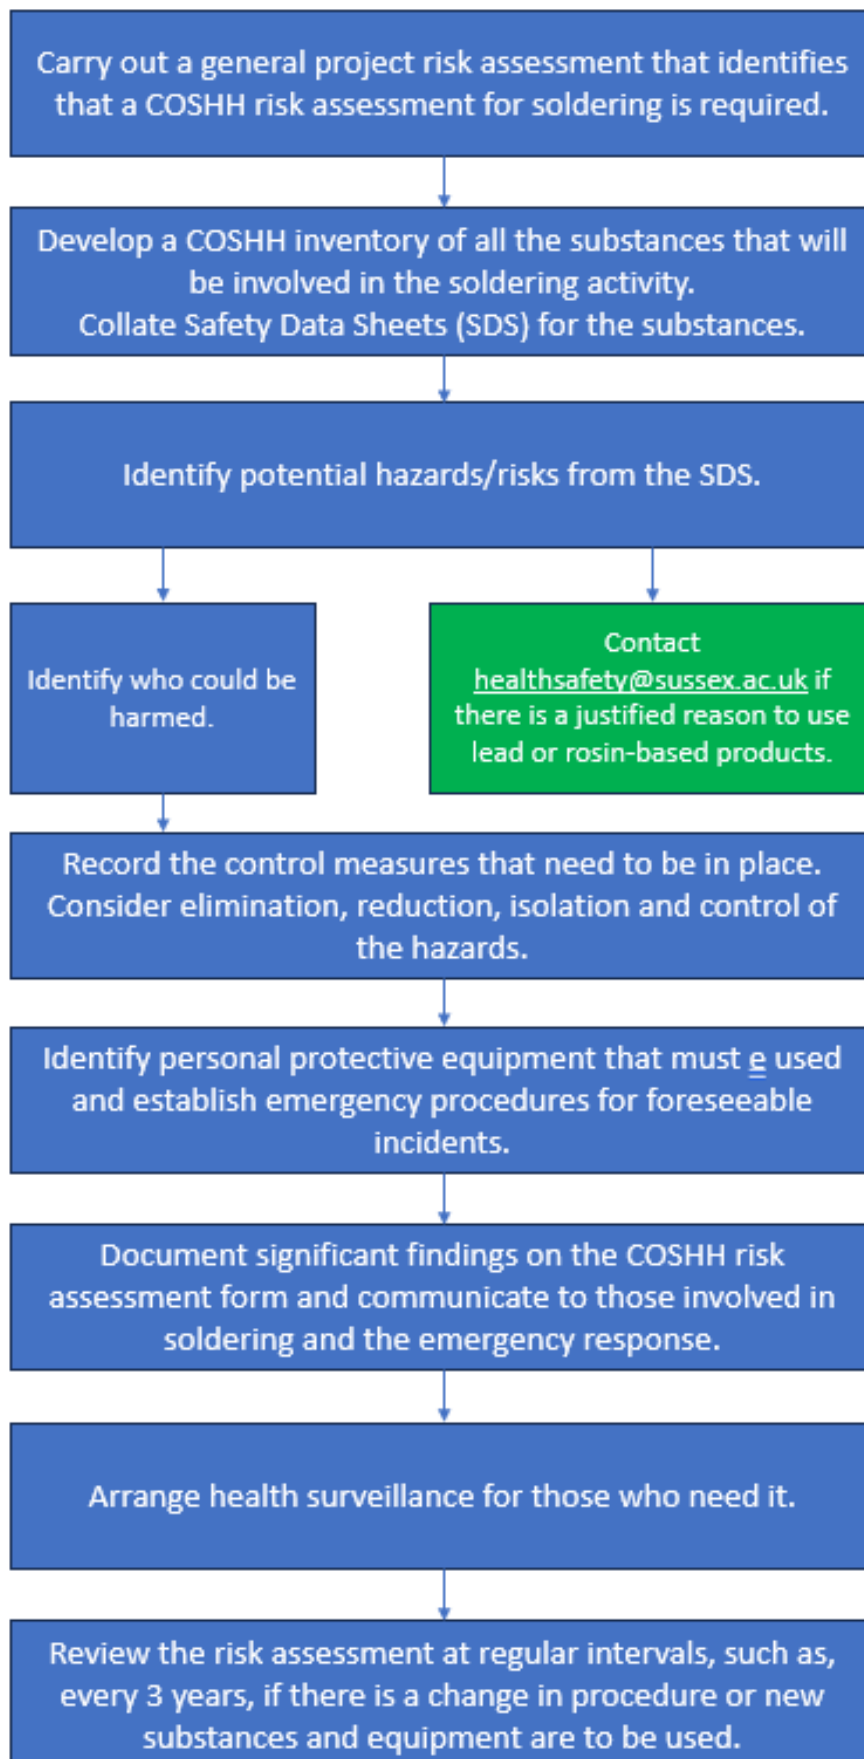 Carry out a general project risk assessment that identifies
that a COSHH risk assessment for soldering is required.
Develop a COSHH inventory of all the substances that will
be involved in the soldering activity.
Collate Safety Data Sheets (SDS) for the substances.
Identify potential hazards/risks from the SDS.
Identify who could be
harmed.
Contact
healthsafety@sussex.ac.uk if
there is a justified reason to use
lead or rosin-based products.
Record the control measures that need to be in place.
Consider elimination, reduction, isolation and control of
the hazards.
Identify personal protective equipment that must e used
and establish emergency procedures for foreseeable
incidents.
Document significant findings on the COSHH risk
assessment form and communicate to those involved in
soldering and the emergency response.
Arrange health surveillance for those who need it.
Review the risk assessment at regular intervals, such as,
every 3 years, if there is a change in procedure or new
substances and equipment are to be used.